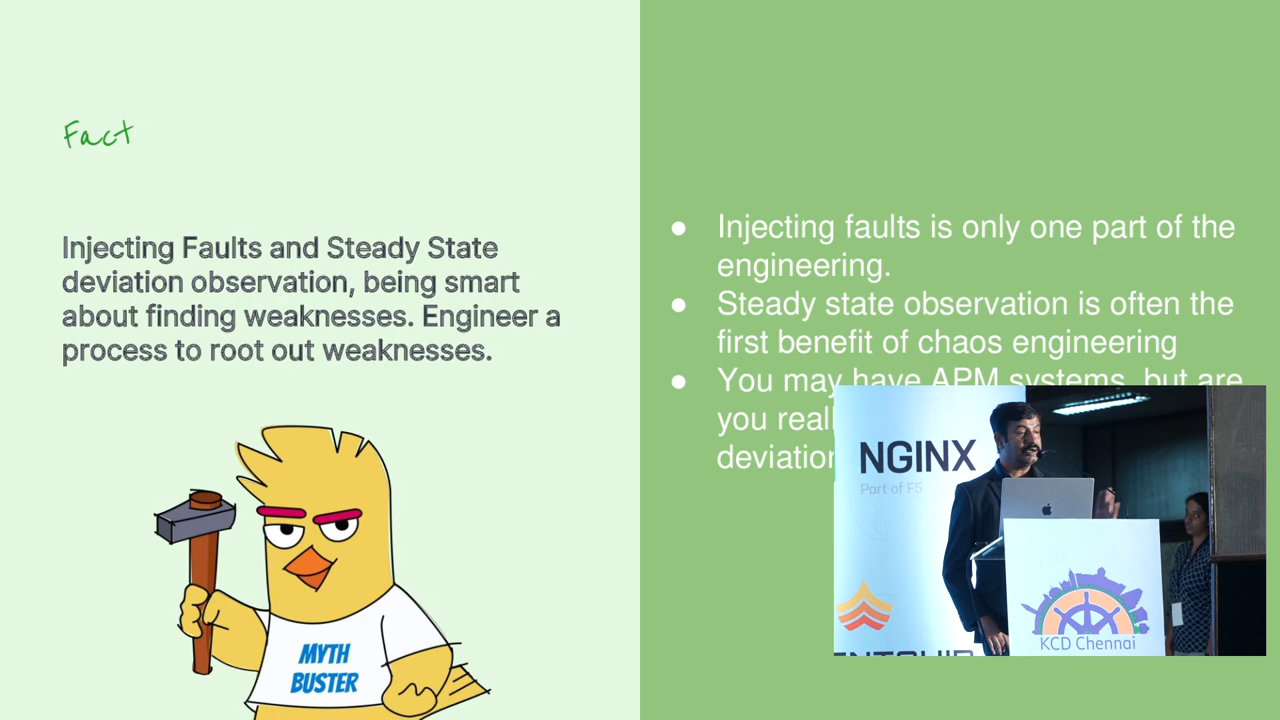 Fact
Injecting Faults and Steady State
deviation observation, being smart
about finding weaknesses. Engineer a
process to root out weaknesses.
MYTH
BUSTER
● Injecting faults is only one part of the
engineering.
● Steady state observation is often the
first benefit of chaos engineering
● You may have APM systems, but are
you
NGINX
Part of F5
KCD Chennai